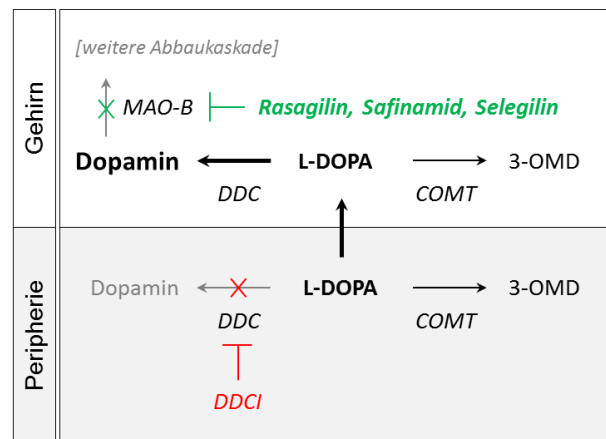 Gehirn
[weitere Abbaukaskade]
MAO-B Rasagilin, Safinamid, Selegilin
Dopamin L-DOPA 3-OMD
DDC COMT
Peripherie
Dopamin L-DOPA 3-OMD
DDC COMT
DDCI